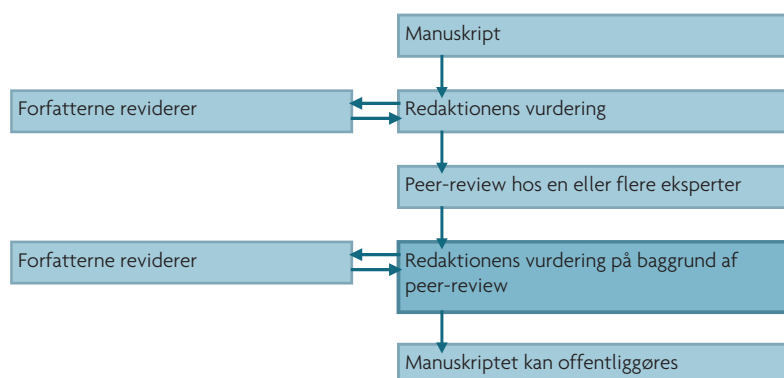 Manuskript
Forfatterne reviderer
Redaktionens vurdering
Peer-review hos en eller flere eksperter
Forfatterne reviderer
Redaktionens vurdering på baggrund af
peer-review
Manuskriptet kan offentliggøres